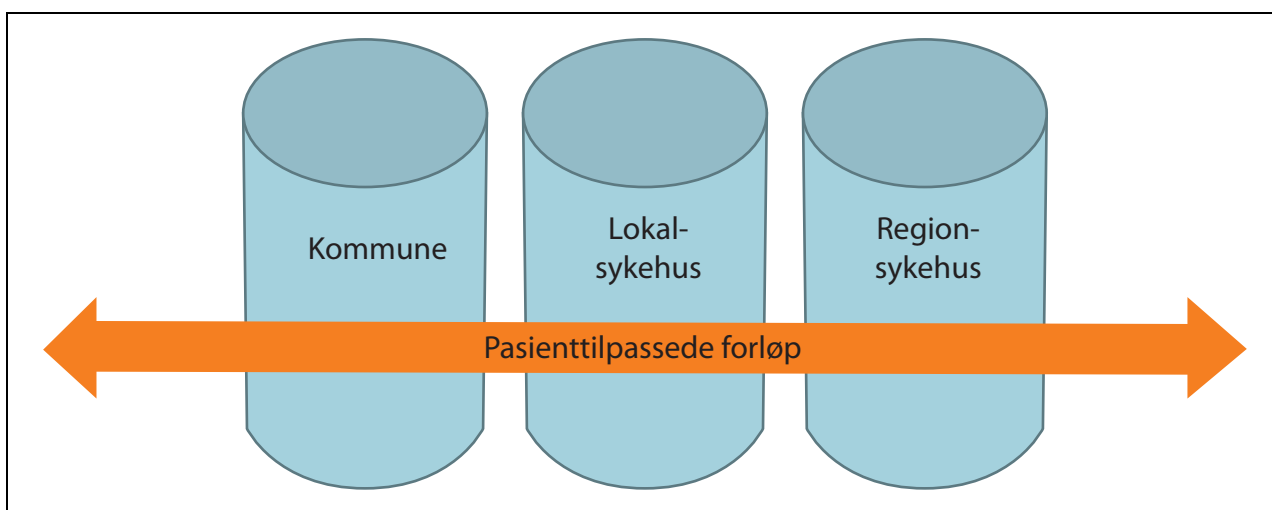 Kommune
Lokal-
sykehus
Region-
sykehus
Pasienttilpassede forløp